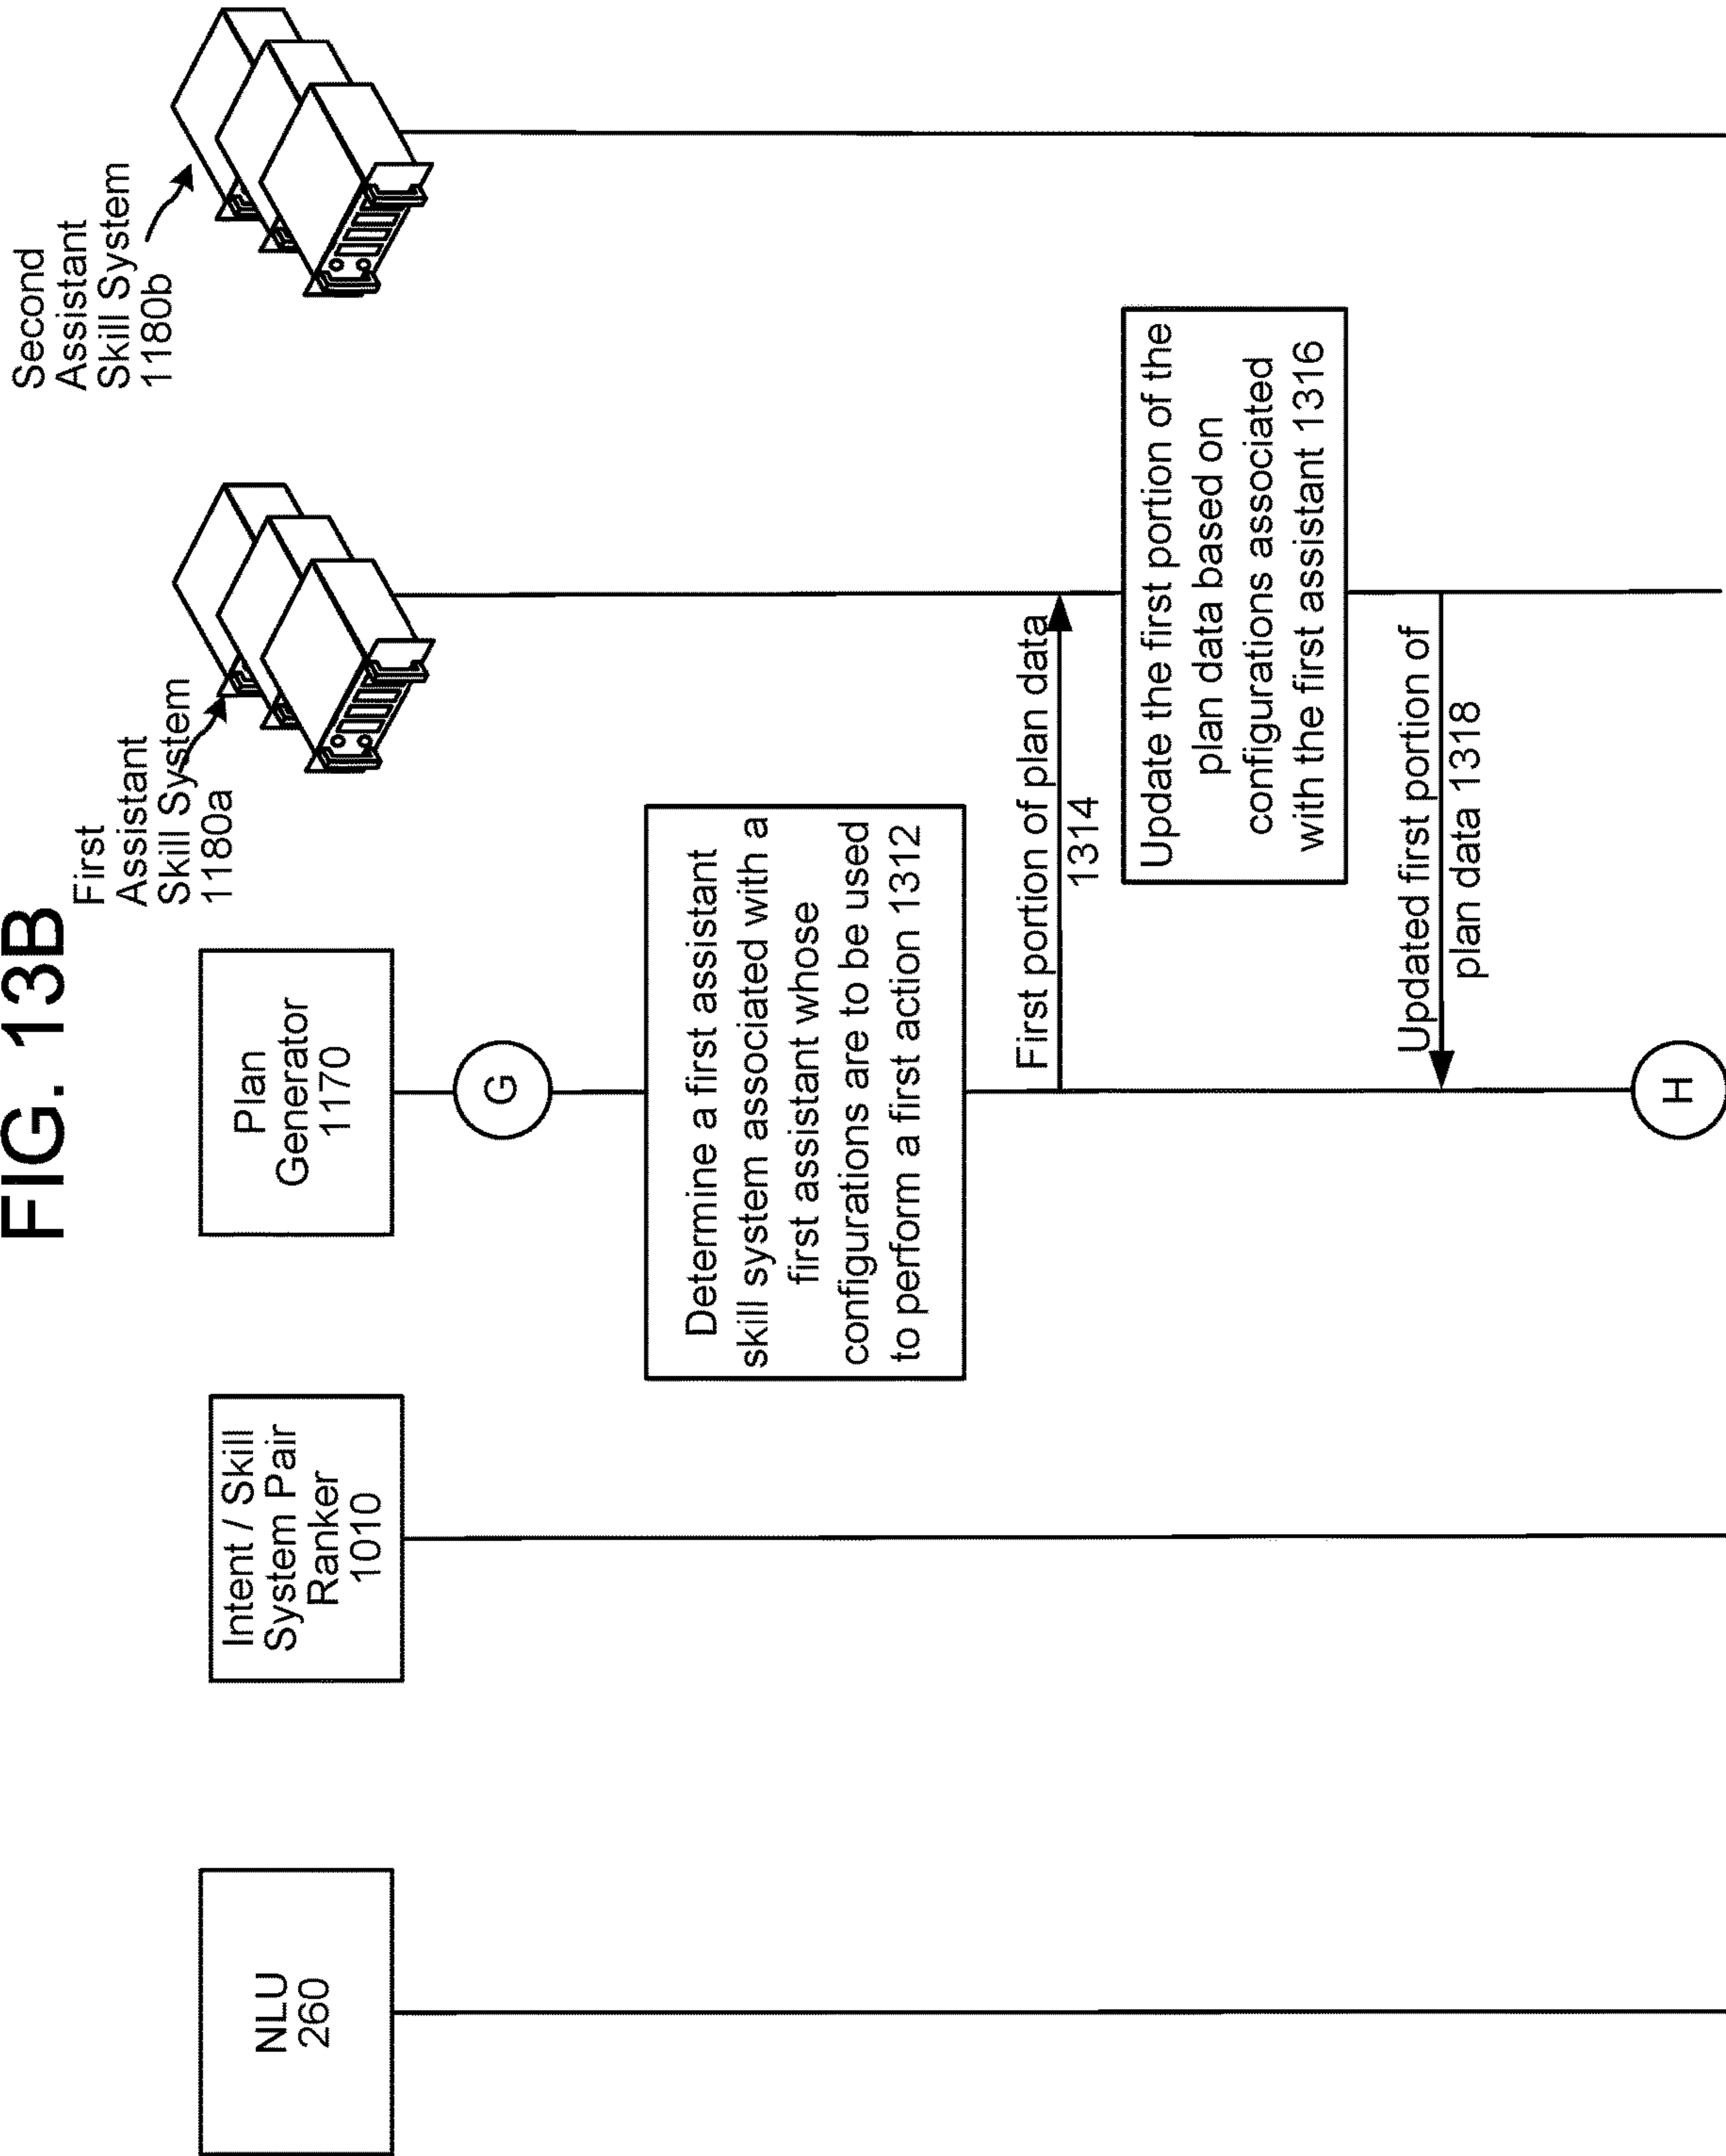 FIG. 13B
NLU
260
Intent / Skill
System Pair
Ranker
1010
Plan
Generator
1170
First
Assistant
Skill System
1180a
Second
Assistant
Skill System
1180b
G
Determine a first assistant
skill system associated with a
first assistant whose
configurations are to be used
to perform a first action 1312
First portion of plan data
1314
Update the first portion of the
plan data based on
configurations associated
with the first assistant 1316
Updated first portion of
plan data 1318
H